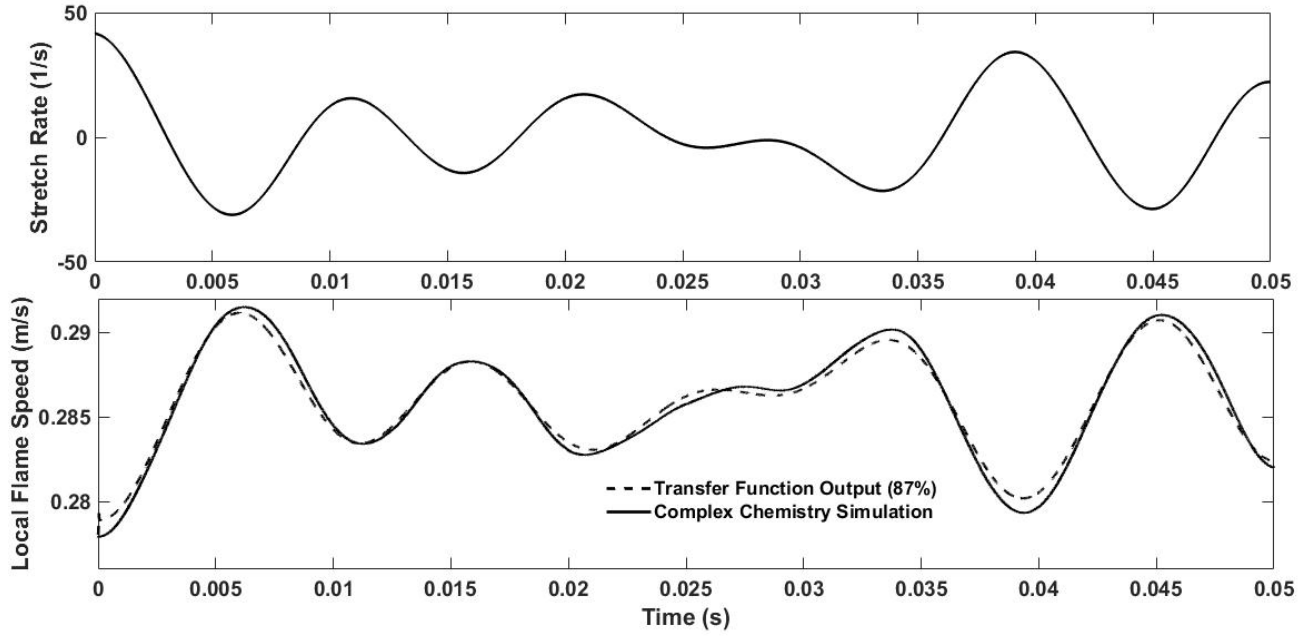 Stretch Rate (1/s)
50
0
-50
0 0.005 0.01 0.015 0.02 0.025 0.03 0.035 0.04 0.045 0.05
Local Flame Speed (m/s)
0.29
0.285
0.28
Transfer Function Output (87%)
Complex Chemistry Simulation
0 0.005 0.01 0.015 0.02 0.025 0.03 0.035 0.04 0.045 0.05
Time (s)